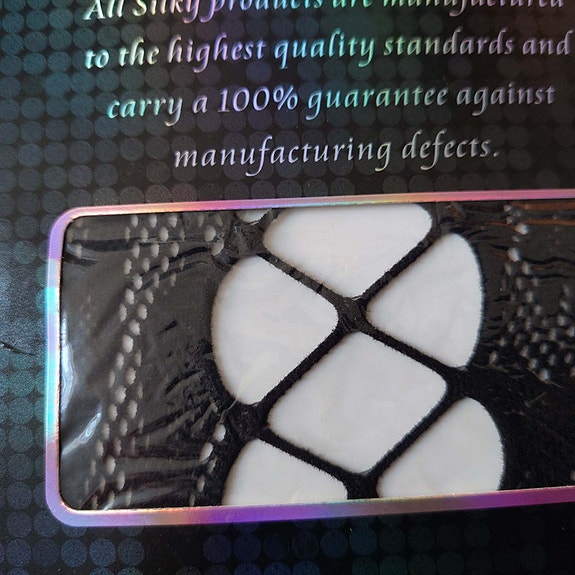 All Silky products are manufactured
to the highest quality standards and
carry a 100% guarantee against
manufacturing defects.